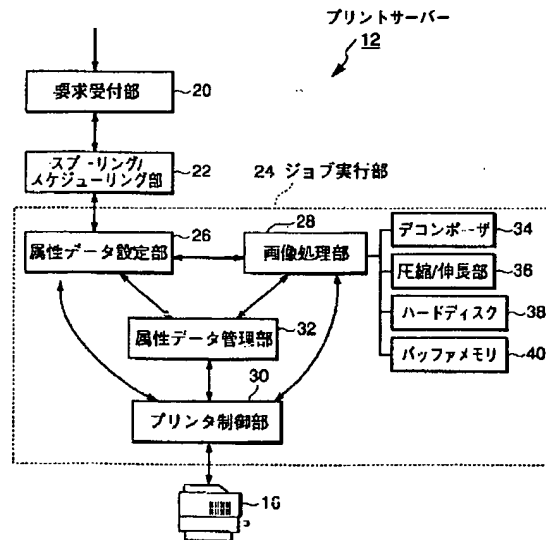 プリントサーバー
12
要求受付部 20
スプーリング/
スケジューリング部 22
24 ジョブ実行部
26
属性データ設定部
28
画像処理部
デコンポーザ 34
圧縮/伸長部 36
ハードディスク 38
バッファメモリ 40
属性データ管理部 32
30
プリンタ制御部
16